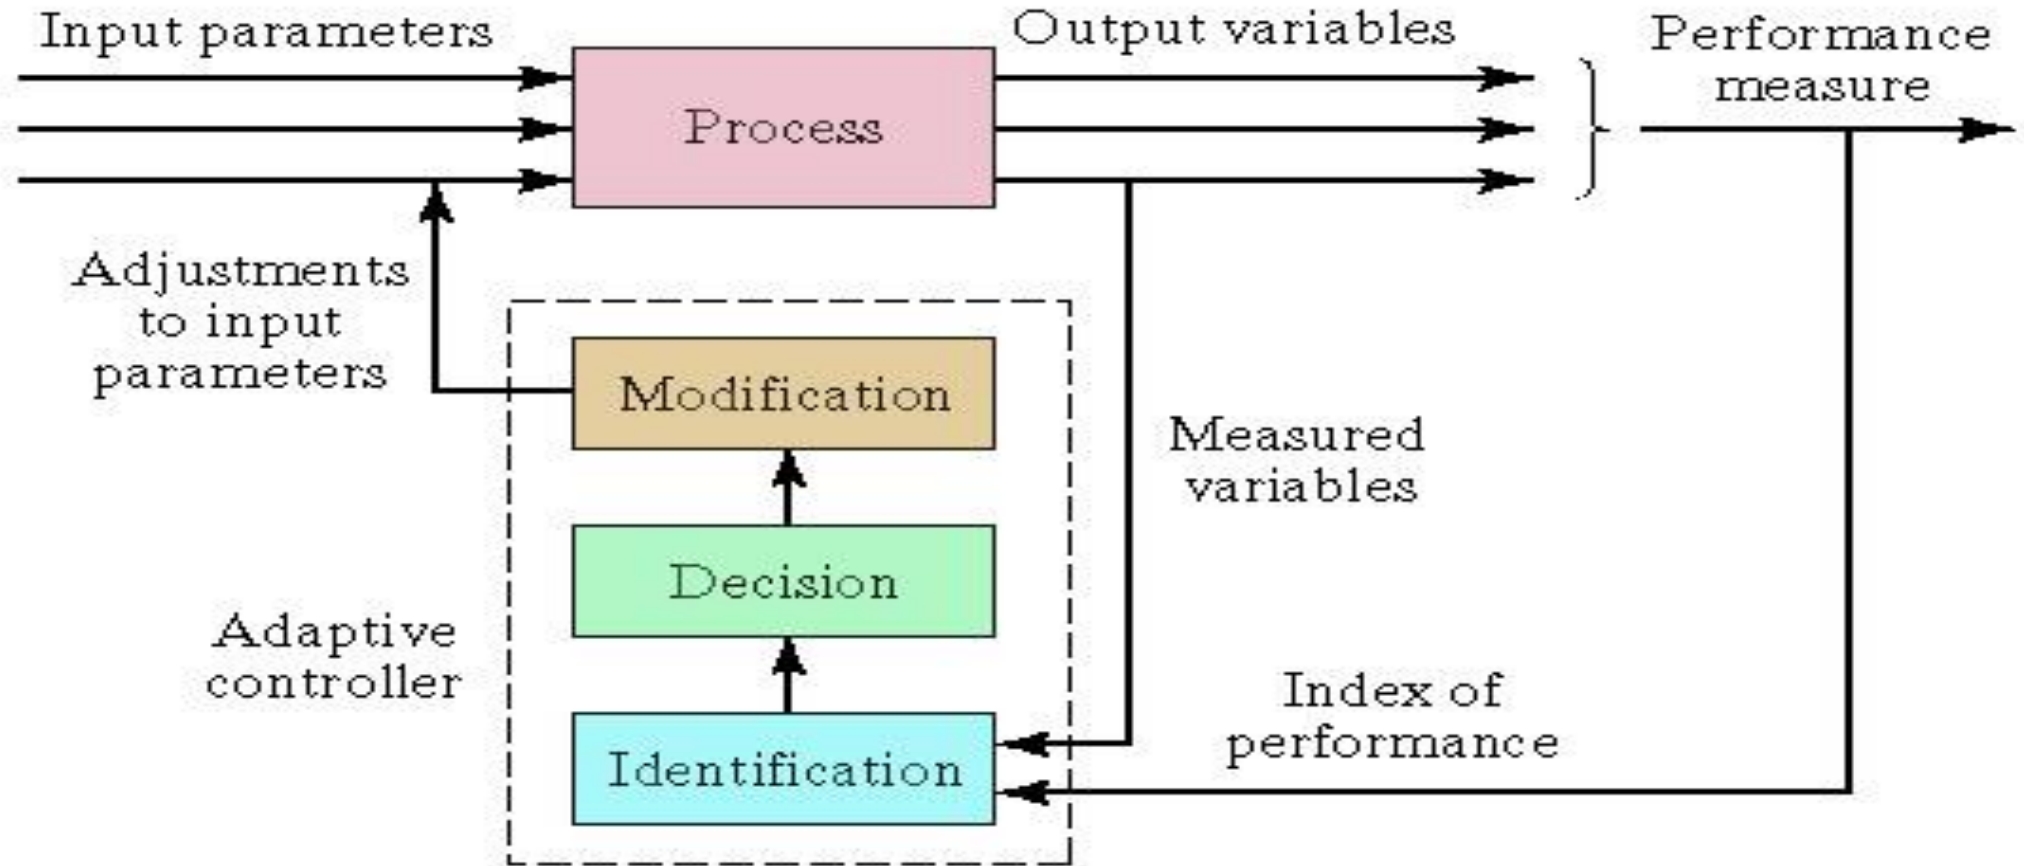 Input parameters
Output variables
Performance
measure
Process
Adjustments
to input
parameters
Modification
Measured
variables
Decision
Adaptive
controller
Index of
performance
Identification